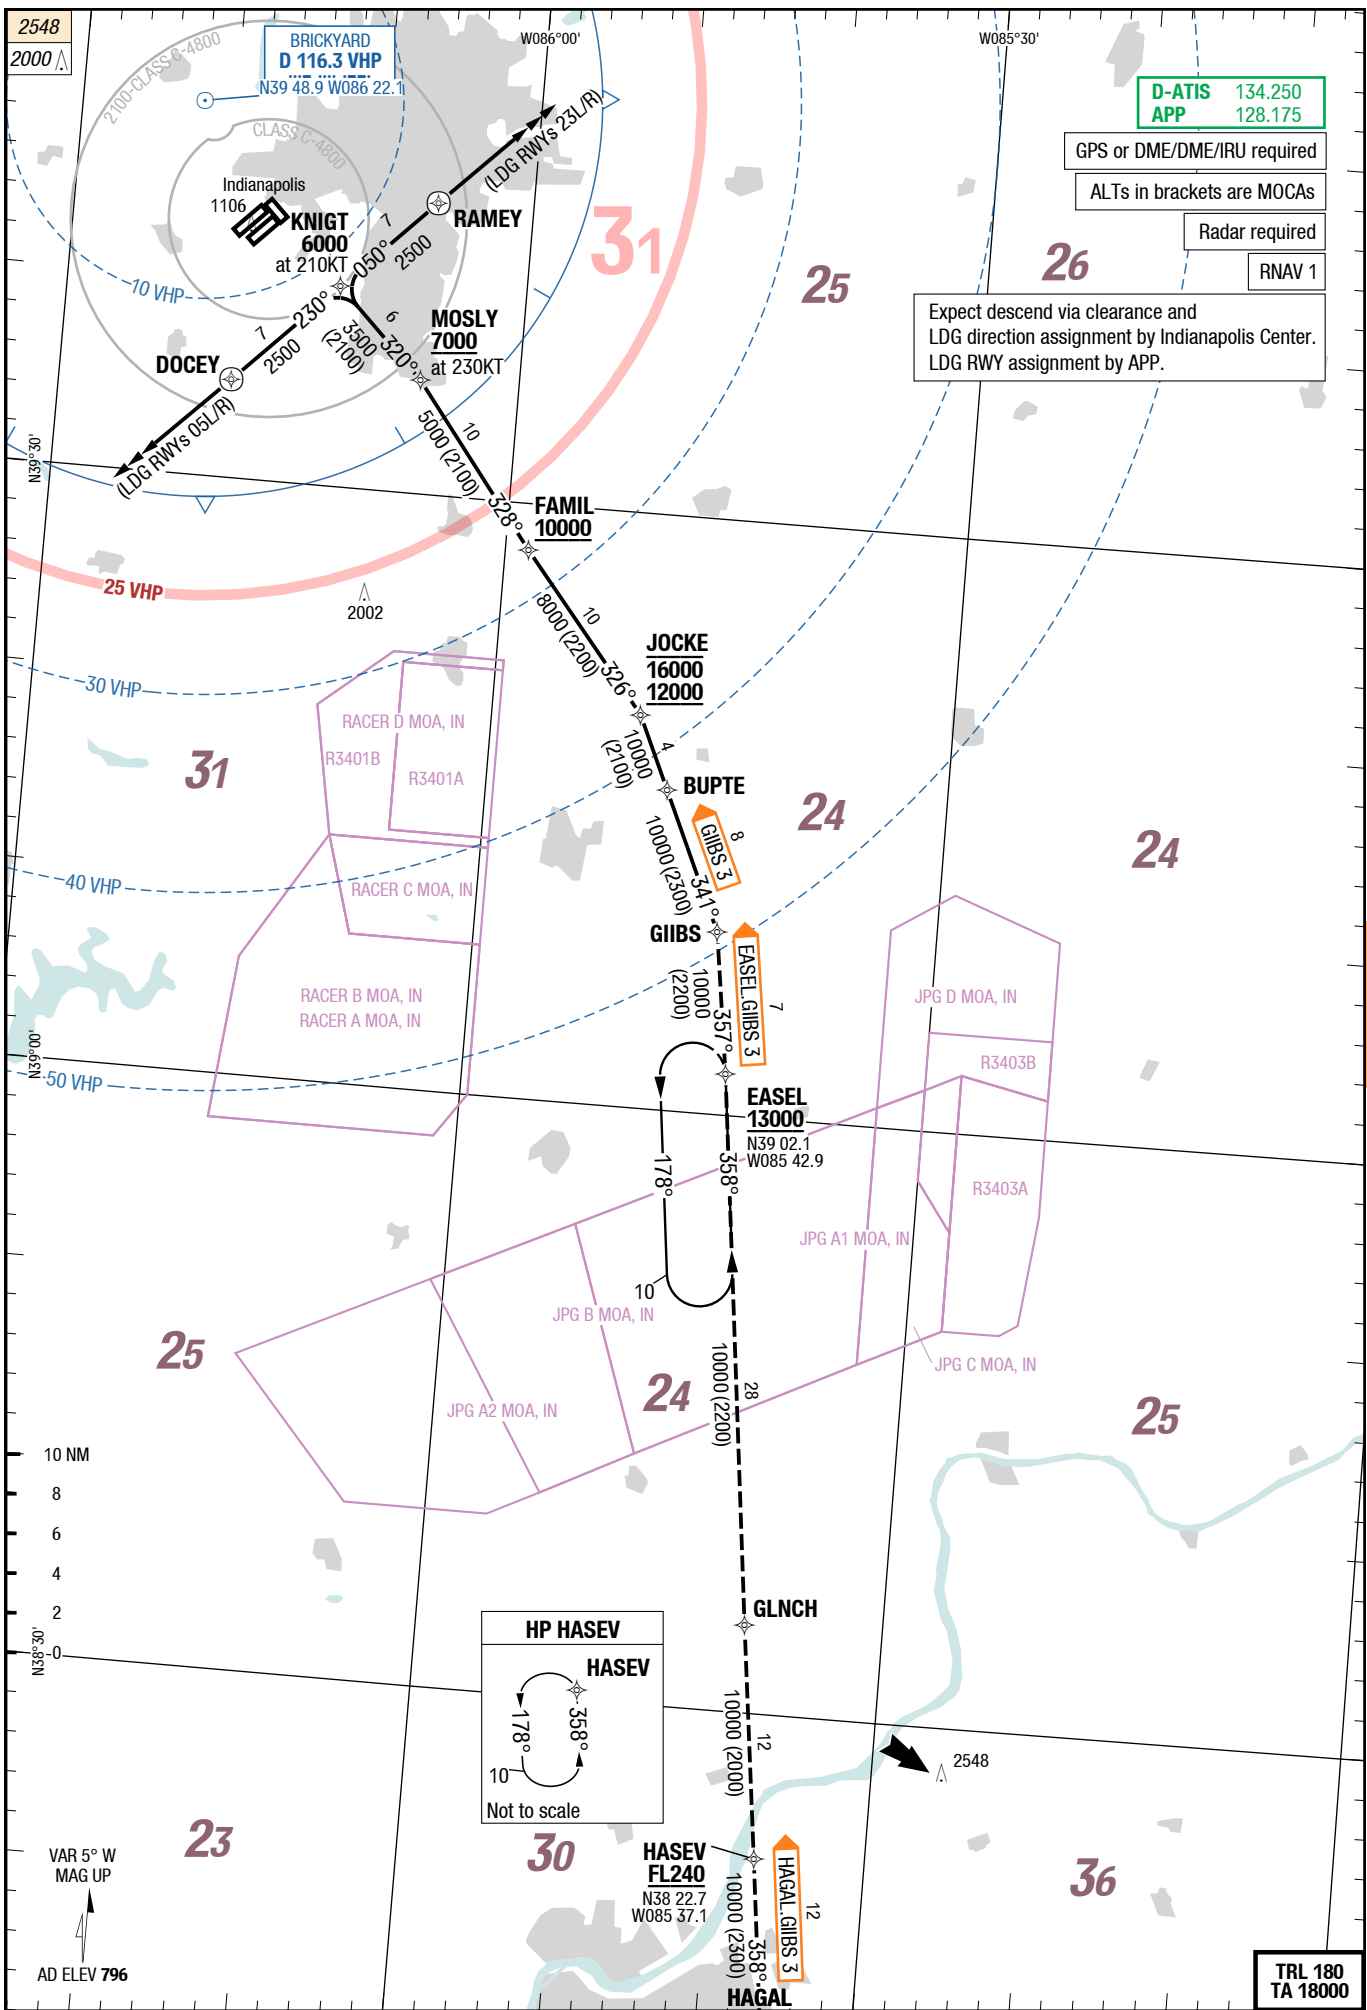 2548
2000
BRICKYARD
D 116.3 VHP
N39 48.9 W086 22.1
W086°00'
W085°30'
D-ATIS 134.250
APP 128.175
GPS or DME/DME/IRU required
ALTs in brackets are MOCAs
Radar required
RNAV 1
Expect descend via clearance and
LDG direction assignment by Indianapolis Center.
LDG RWY assignment by APP.
2100-CLASS C-4800
CLASS C-4800
Indianapolis
1106
KNIGT
6000
at 210KT
(LDG RWYs 23L/R)
RAMEY
7
050°
2500
31
25
26
10 VHP
230°
7
2500
DOCEY
(LDG RWYs 05L/R)
6
320°
3500
(2100)
MOSLY
7000
at 230KT
10
5000 (2100)
328°
N39°30'
FAMIL
10000
25 VHP
2002
10
8000 (2200)
326°
JOCKE
16000
12000
30 VHP
RACER D MOA, IN
R3401B
R3401A
31
4
10000
(2100)
BUPTE
24
24
8
GIIBS 3
10000 (2300)
341°
40 VHP
RACER C MOA, IN
GIIBS
RACER B MOA, IN
RACER A MOA, IN
10000
(2200)
357°
EASEL.GIIBS 3
7
JPG D MOA, IN
R3403B
N39°00'
50 VHP
EASEL
13000
N39 02.1
W085 42.9
178°
358°
R3403A
JPG A1 MOA, IN
10
JPG B MOA, IN
25
24
JPG C MOA, IN
JPG A2 MOA, IN
28
10000 (2200)
25
10 NM
8
6
4
2
0
N38°30'
GLNCH
HP HASEV
HASEV
178°
358°
10
Not to scale
12
10000 (2000)
2548
23
30
36
HASEV
FL240
N38 22.7
W085 37.1
HAGAL.GIIBS 3
12
10000 (2300)
358°
HAGAL
VAR 5° W
MAG UP
AD ELEV 796
TRL 180
TA 18000